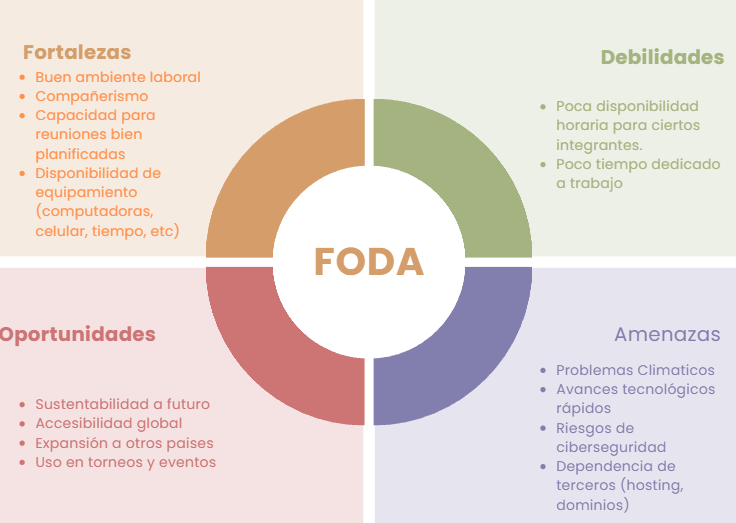 Fortalezas
Buen ambiente laboral
Compañerismo
Capacidad para
reuniones bien
planificadas
Disponibilidad de
equipamiento
(computadoras,
celular, tiempo, etc)
Debilidades
Poca disponibilidad
horaria para ciertos
integrantes.
Poco tiempo dedicado
a trabajo
FODA
Oportunidades
Sustentabilidad a futuro
Accesibilidad global
Expansión a otros paises
Uso en torneos y eventos
Amenazas
Problemas Climaticos
Avances tecnológicos
rápidos
Riesgos de
ciberseguridad
Dependencia de
terceros (hosting,
dominios)